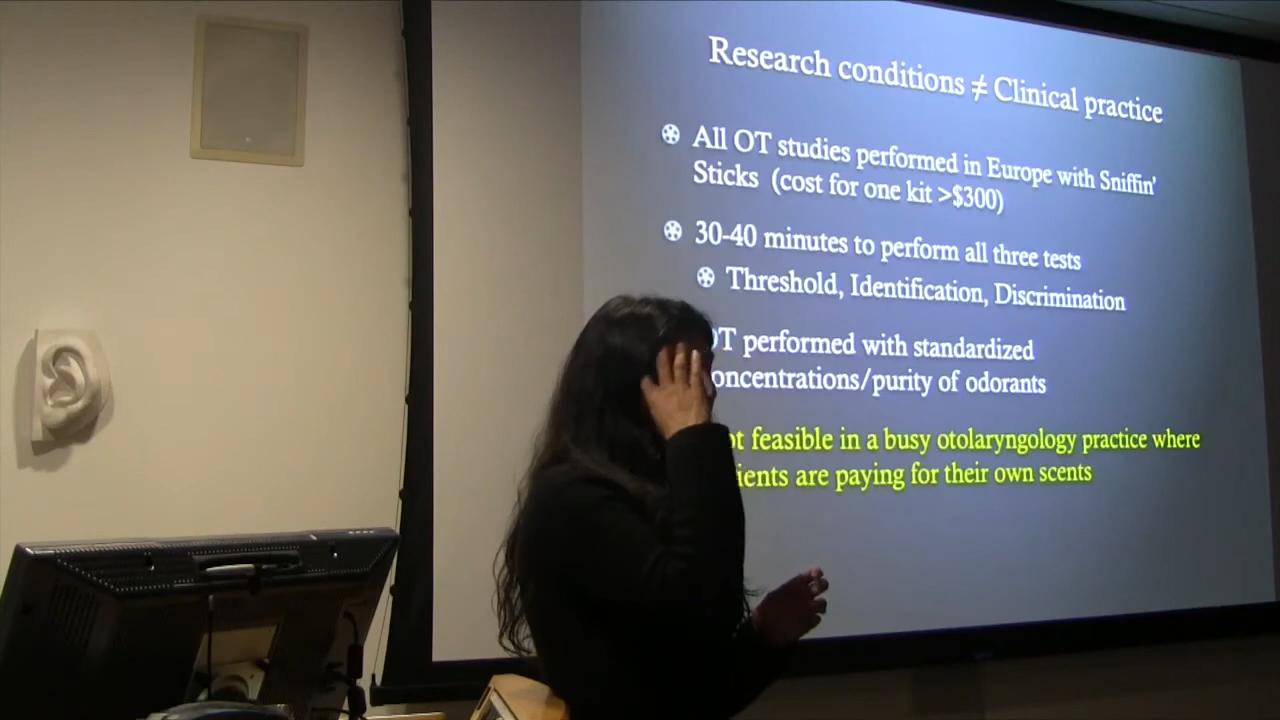 Research conditions ≠ Clinical practice
All OT studies performed in Europe with Sniffin'
Sticks (cost for one kit >$300)
30-40 minutes to perform all three tests
Threshold, Identification, Discrimination
OT performed with standardized
concentrations/purity of odorants
feasible in a busy otolaryngology practice where
are paying for their own scents